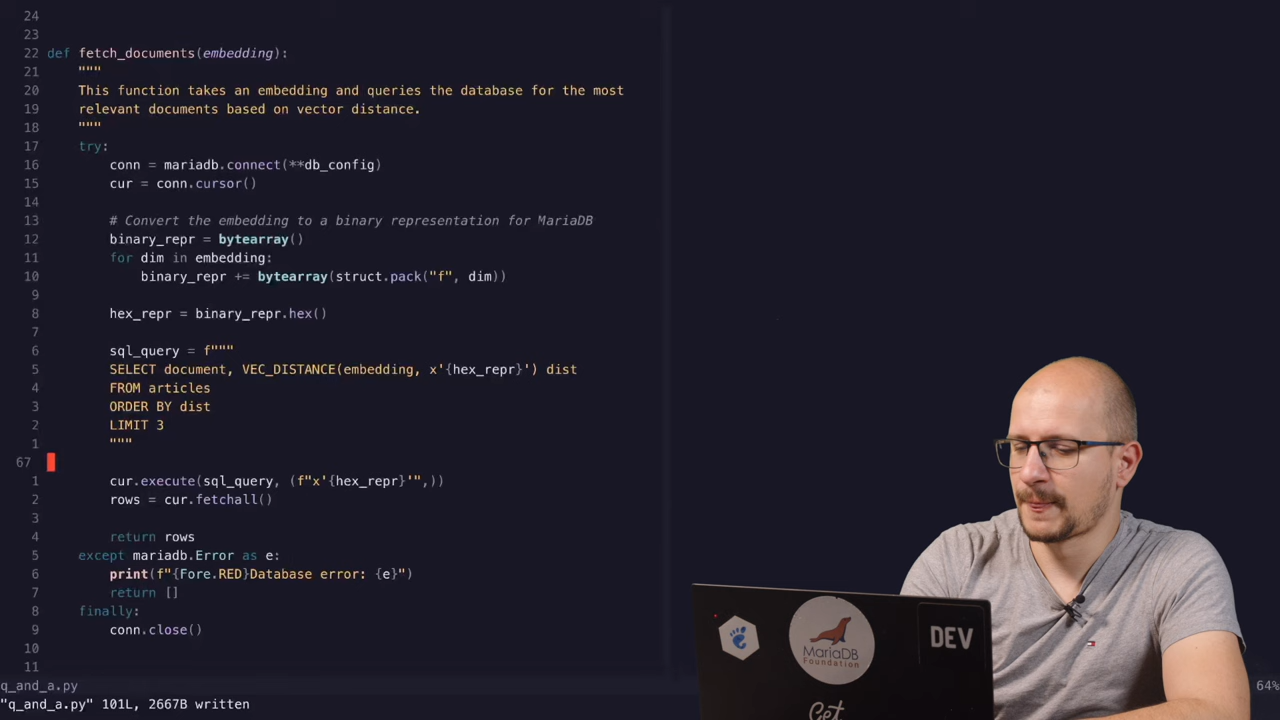 24
23
22 def fetch_documents(embedding):
21 """
20 This function takes an embedding and queries the database for the most
19 relevant documents based on vector distance.
18 """
17 try:
16 conn = mariadb.connect(**db_config)
15 cur = conn.cursor()
14
13 # Convert the embedding to a binary representation for MariaDB
12 binary_repr = bytearray()
11 for dim in embedding:
10 binary_repr += bytearray(struct.pack("f", dim))
9
8 hex_repr = binary_repr.hex()
7
6 sql_query = f"""
5 SELECT document, VEC_DISTANCE(embedding, x'{hex_repr}') dist
4 FROM articles
3 ORDER BY dist
2 LIMIT 3
1 """
67
1 cur.execute(sql_query, (f"x'{hex_repr}'",))
2 rows = cur.fetchall()
3
4 return rows
5 except mariadb.Error as e:
6 print(f"{Fore.RED}Database error: {e}")
7 return []
8 finally:
9 conn.close()
10
11
q_and_a.py 64%
"q_and_a.py" 101L, 2667B written
MariaDB
Foundation
DEV
Get